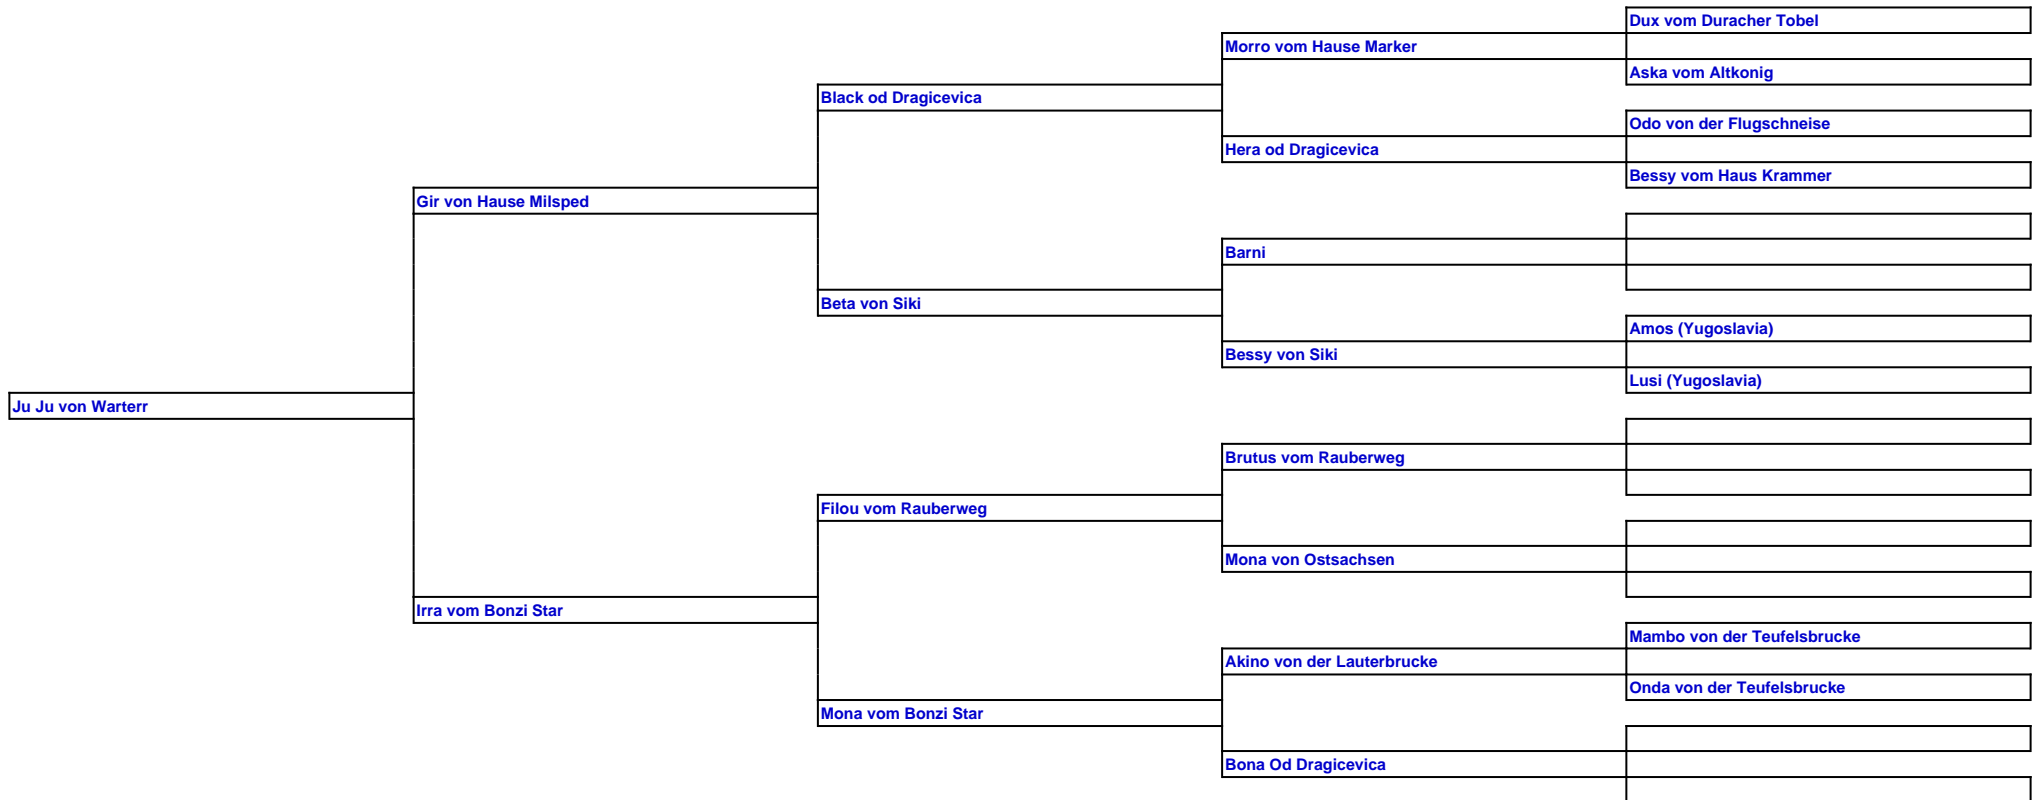 Dux vom Duracher Tobel
Morro vom Hause Marker
Aska vom Altkonig
Black od Dragicevica
Odo von der Flugschneise
Hera od Dragicevica
Bessy vom Haus Krammer
Gir von Hause Milsped
Barni
Beta von Siki
Amos (Yugoslavia)
Bessy von Siki
Lusi (Yugoslavia)
Ju Ju von Warterr
Brutus vom Rauberweg
Filou vom Rauberweg
Mona von Ostsachsen
Irra vom Bonzi Star
Mambo von der Teufelsbrucke
Akino von der Lauterbrucke
Onda von der Teufelsbrucke
Mona vom Bonzi Star
Bona Od Dragicevica